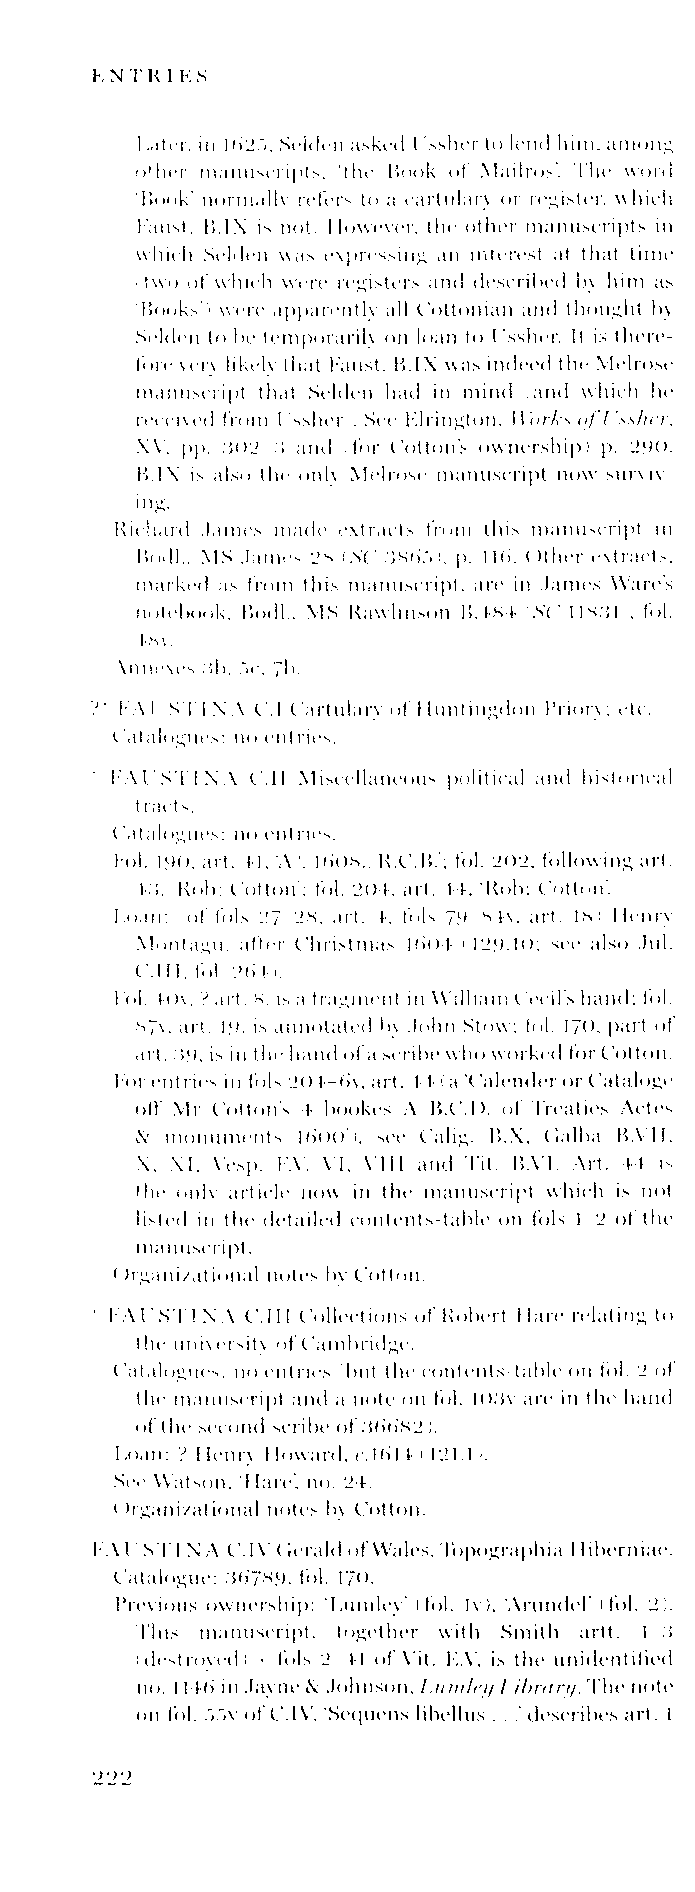 ENTRIES
Later, in 1625, Selden asked Ussher to lend him, among
other manuscripts, 'the Book of Mailros'. The word
'Book' normally refers to a cartulary or register, which
Faust. B.IX is not. However, the other manuscripts in
which Selden was expressing an interest at that time
(two of which were registers and described by him as
'Books') were apparently all Cottonian and thought by
Selden to be temporarily on loan to Ussher. It is there-
fore very likely that Faust. B.IX was indeed the Melrose
manuscript that Selden had in mind (and which he
received from Ussher). See Elrington, Works of Ussher,
XV, pp. 302–3 and (for Cotton's ownership) p. 290.
B.IX is also the only Melrose manuscript now surviv-
ing.
Richard James made extracts from this manuscript in
Bodl., MS James 28 (SC 3865), p. 116. Other extracts,
marked as from this manuscript, are in James Ware's
notebook, Bodl., MS Rawlinson B.484 (SC 11831), fol.
48v.
Annexes 3b, 5c, 7b.
?* FAUSTINA C.I Cartulary of Huntingdon Priory; etc.
Catalogues: no entries.
* FAUSTINA C.II Miscellaneous political and historical
tracts.
Catalogues: no entries.
Fol. 190, art. 41, 'A', 1608., R.C.B.'; fol. 202, following art.
43, 'Rob: Cotton'; fol. 204, art. 44, 'Rob: Cotton'.
Loan: (of fols 27–28, art. 4, fols 79–84v, art. 18) Henry
Montagu, after Christmas 1604 (129.10; see also Jul.
C.III, fol. 264).
Fol. 40v, ? art. 8, is a fragment in William Cecil's hand; fol.
87v, art. 19, is annotated by John Stow; fol. 170, part of
art. 39, is in the hand of a scribe who worked for Cotton.
For entries in fols 204–6v, art. 44 (a 'Calender or Cataloge
off Mr Cotton's 4 bookes A B.C.D. of Treaties Actes
& monuments 1600'), see Calig. B.X, Galba B.VII,
X, XI, Vesp. F.V, VI, VIII and Tit. B.VI. Art. 44 is
the only article now in the manuscript which is not
listed in the detailed contents-table on fols 1–2 of the
manuscript.
Organizational notes by Cotton.
* FAUSTINA C.III Collections of Robert Hare relating to
the university of Cambridge.
Catalogues: no entries (but the contents-table on fol. 2 of
the manuscript and a note on fol. 103v are in the hand
of the second scribe of 36682).
Loan: ? Henry Howard, c.1614 (121.1).
See Watson, 'Hare', no. 24.
Organizational notes by Cotton.
FAUSTINA C.IV Gerald of Wales, Topographia Hiberniae.
Catalogue: 36789, fol. 170.
Previous ownership: 'Lumley' (fol. 1v), 'Arundel' (fol. 2).
This manuscript, together with Smith artt. 1–3
(destroyed) + fols 2–41 of Vit. E.V, is the unidentified
no. 1146 in Jayne & Johnson, Lumley Library. The note
on fol. 55v of C.IV, 'Sequens libellus . . .' describes art. 1
222